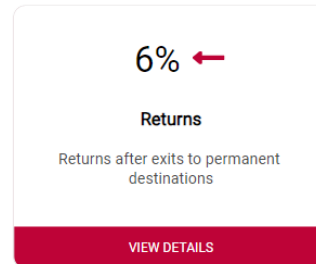 6%
Returns
Returns after exits to permanent
destinations
VIEW DETAILS